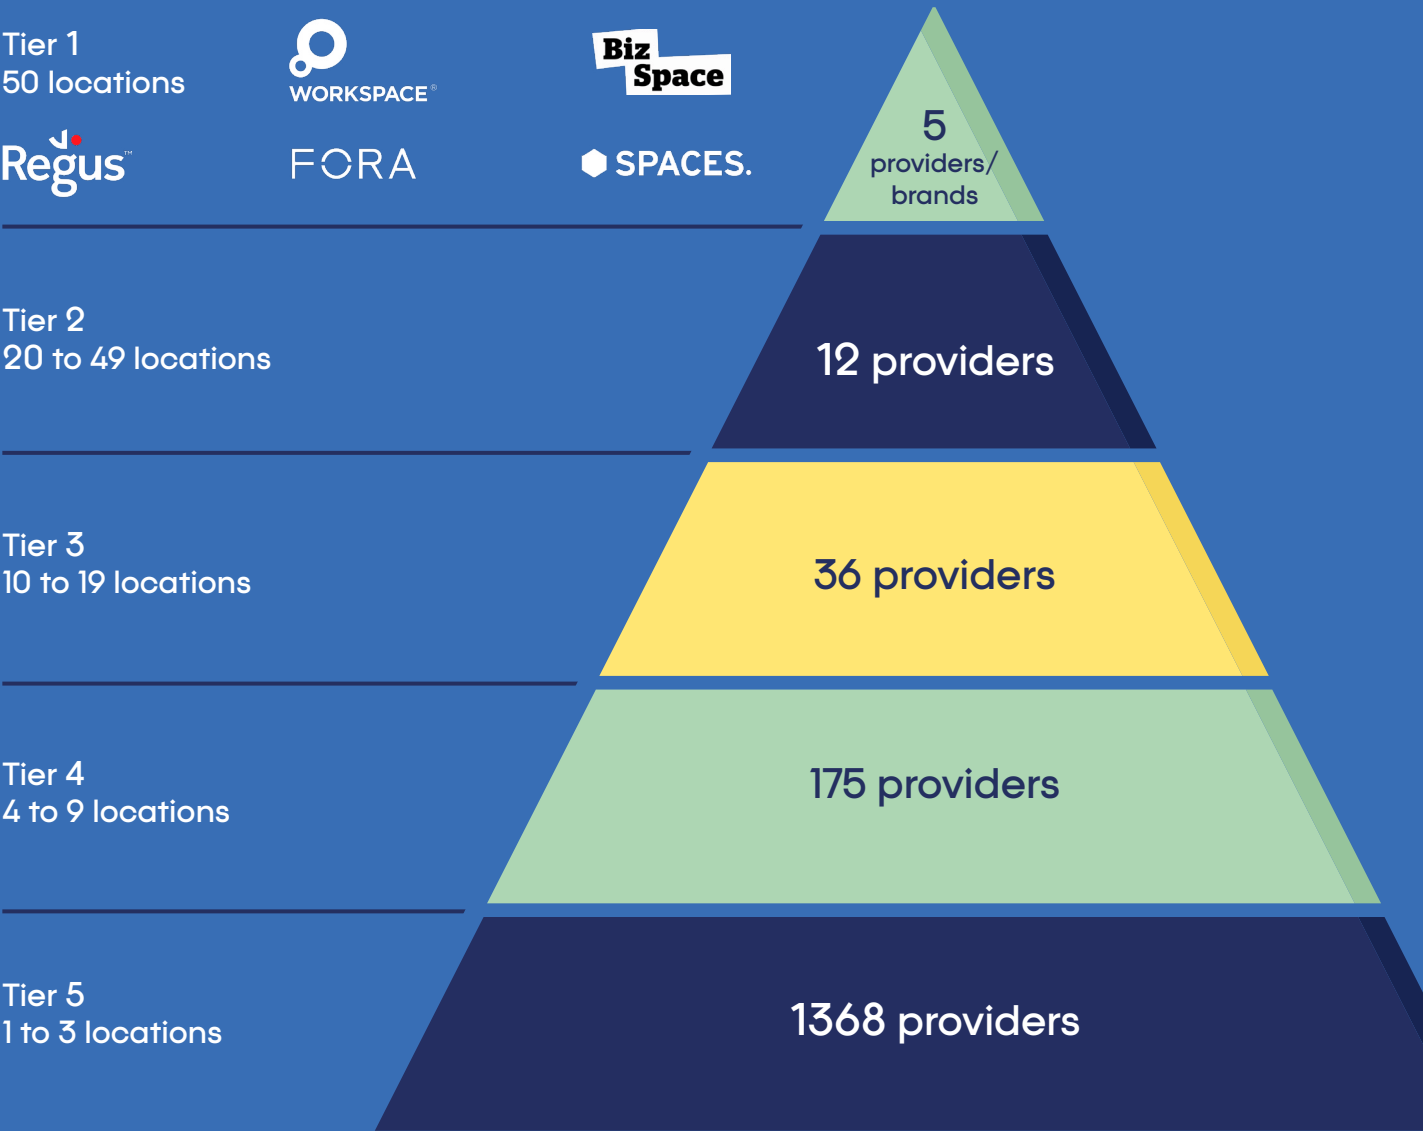 Tier 1
50 locations
WORKSPACE®
Biz
Space
Regus™
FORA
SPACES.
5
providers/
brands
Tier 2
20 to 49 locations
12 providers
Tier 3
10 to 19 locations
36 providers
Tier 4
4 to 9 locations
175 providers
Tier 5
1 to 3 locations
1368 providers